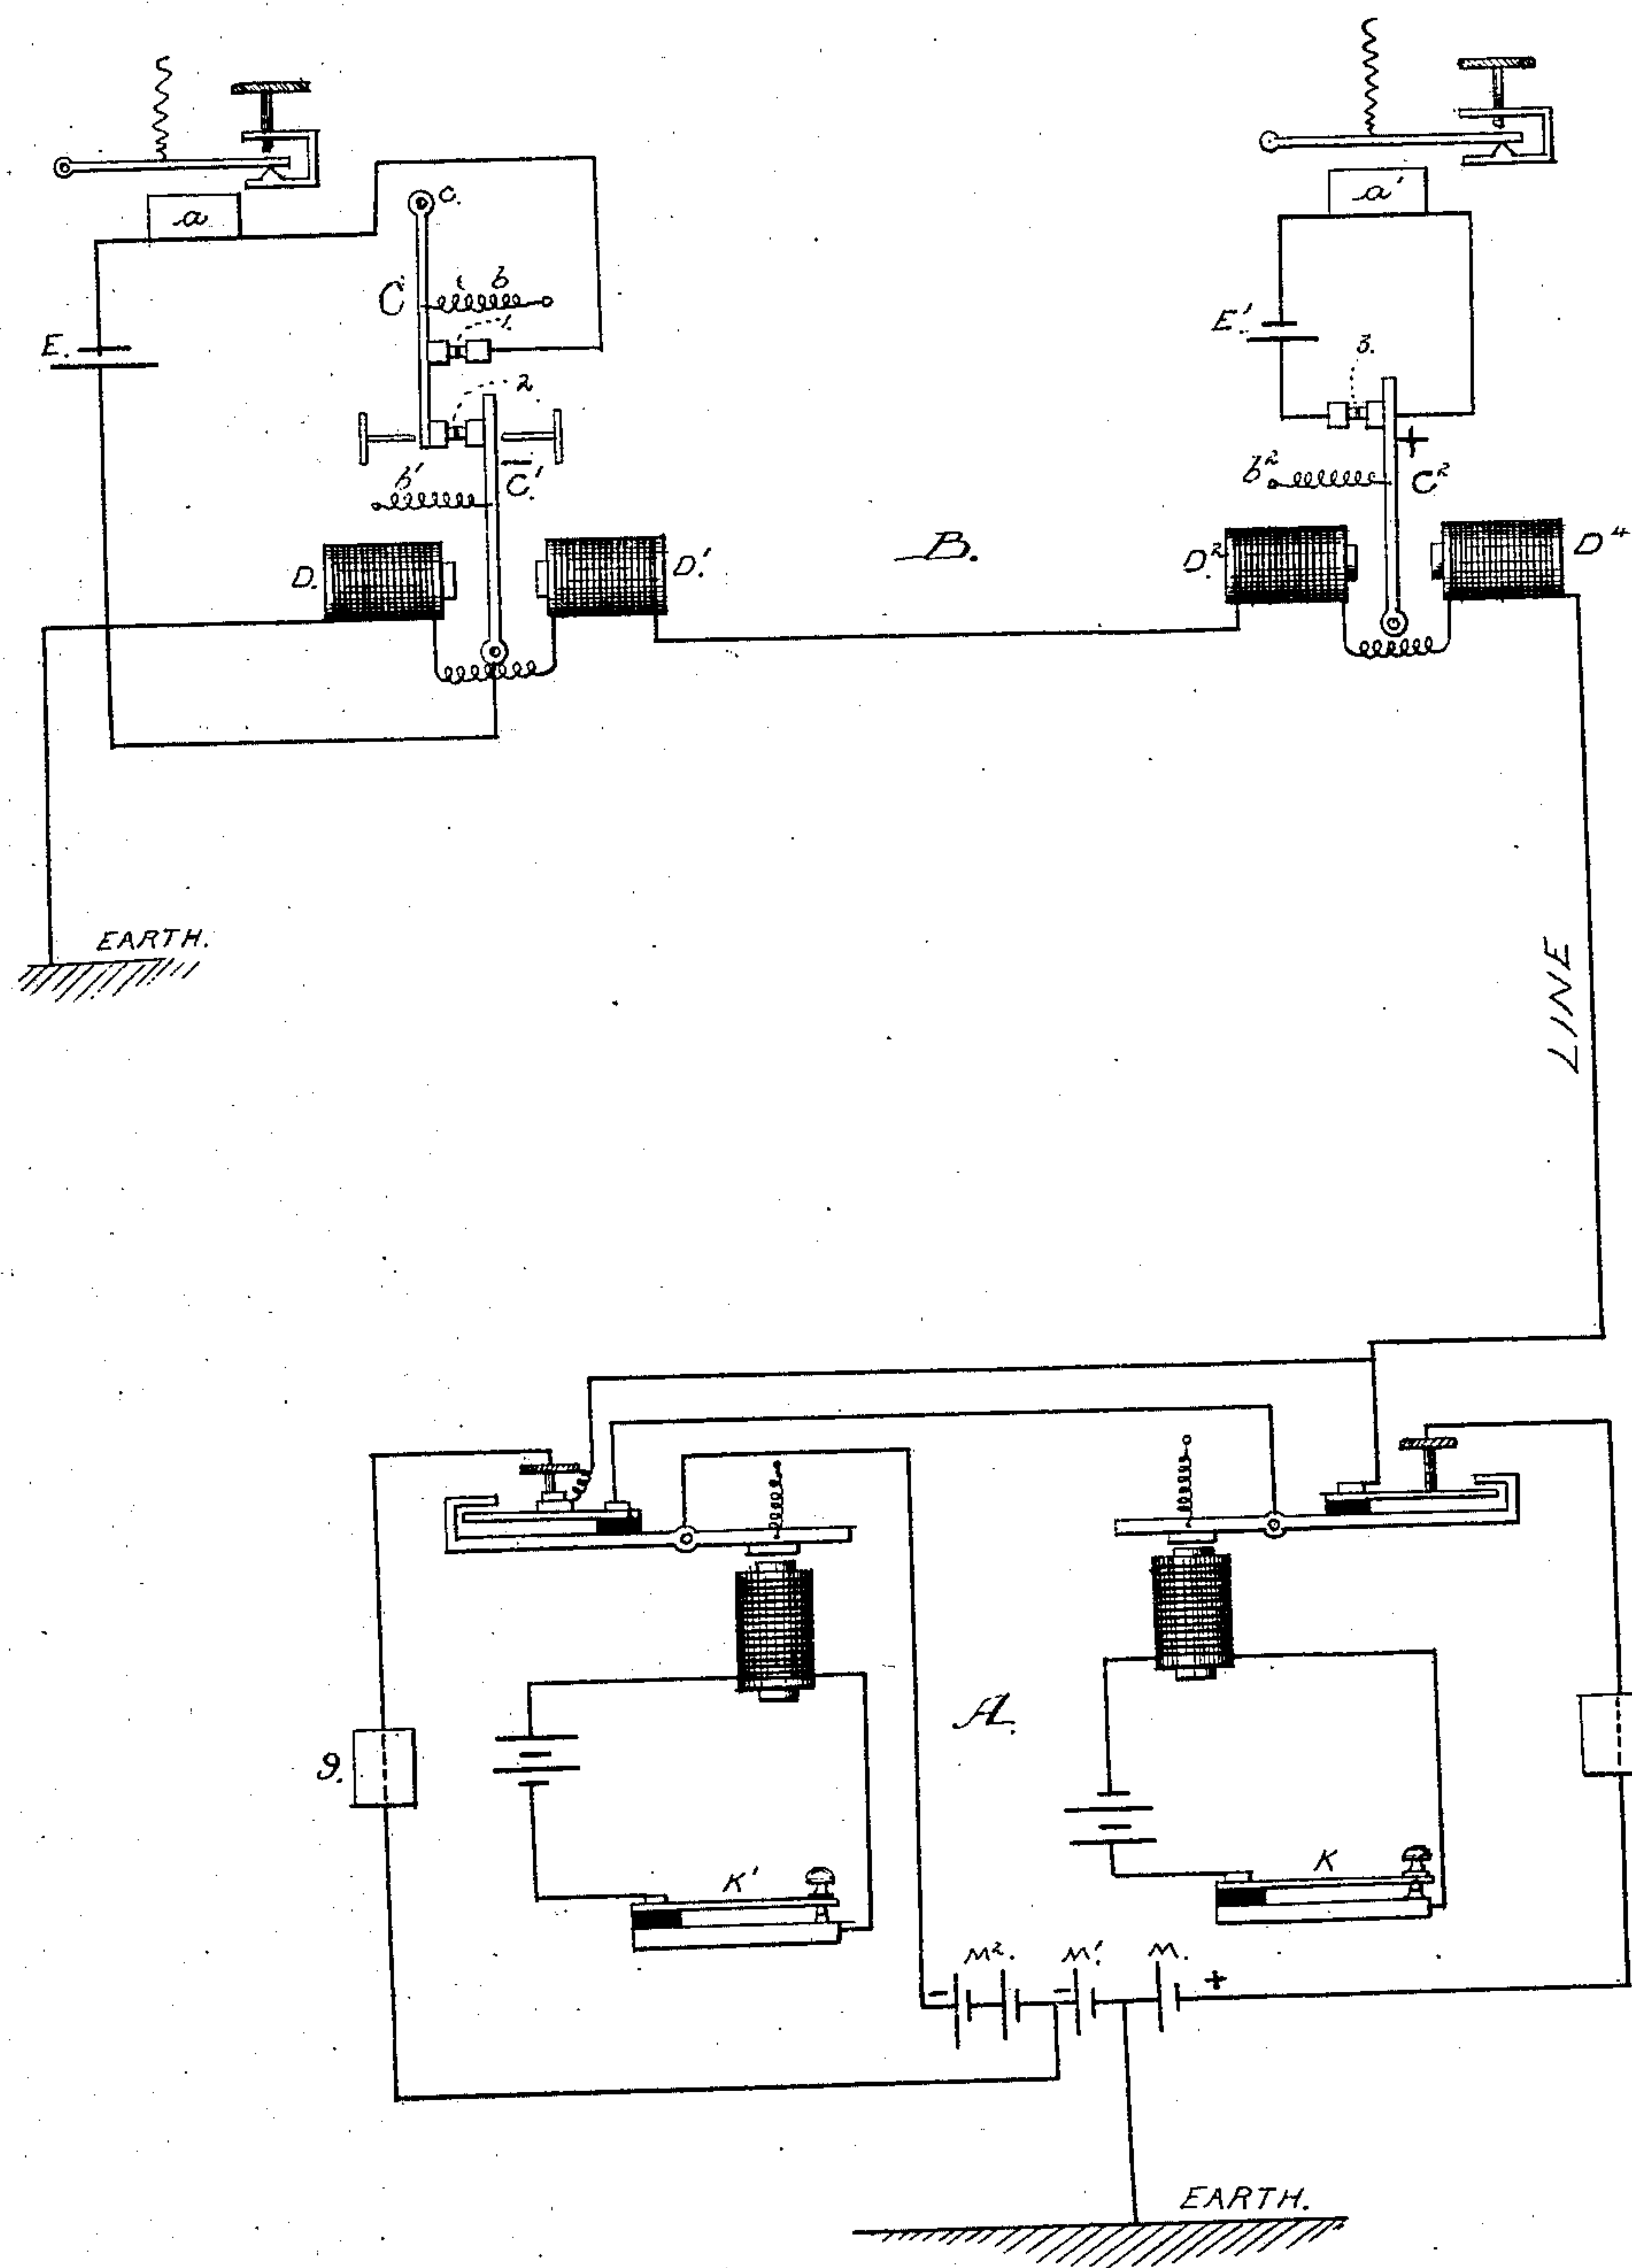 a
a'
c.
C
b
1.
E.
E'
3.
2
+
b'
C'.
b²
C²
B.
D.
D'.
D²
D⁴
EARTH.
LINE
A.
9.
K'
K
M².
M'.
M.
-
-
+
EARTH.